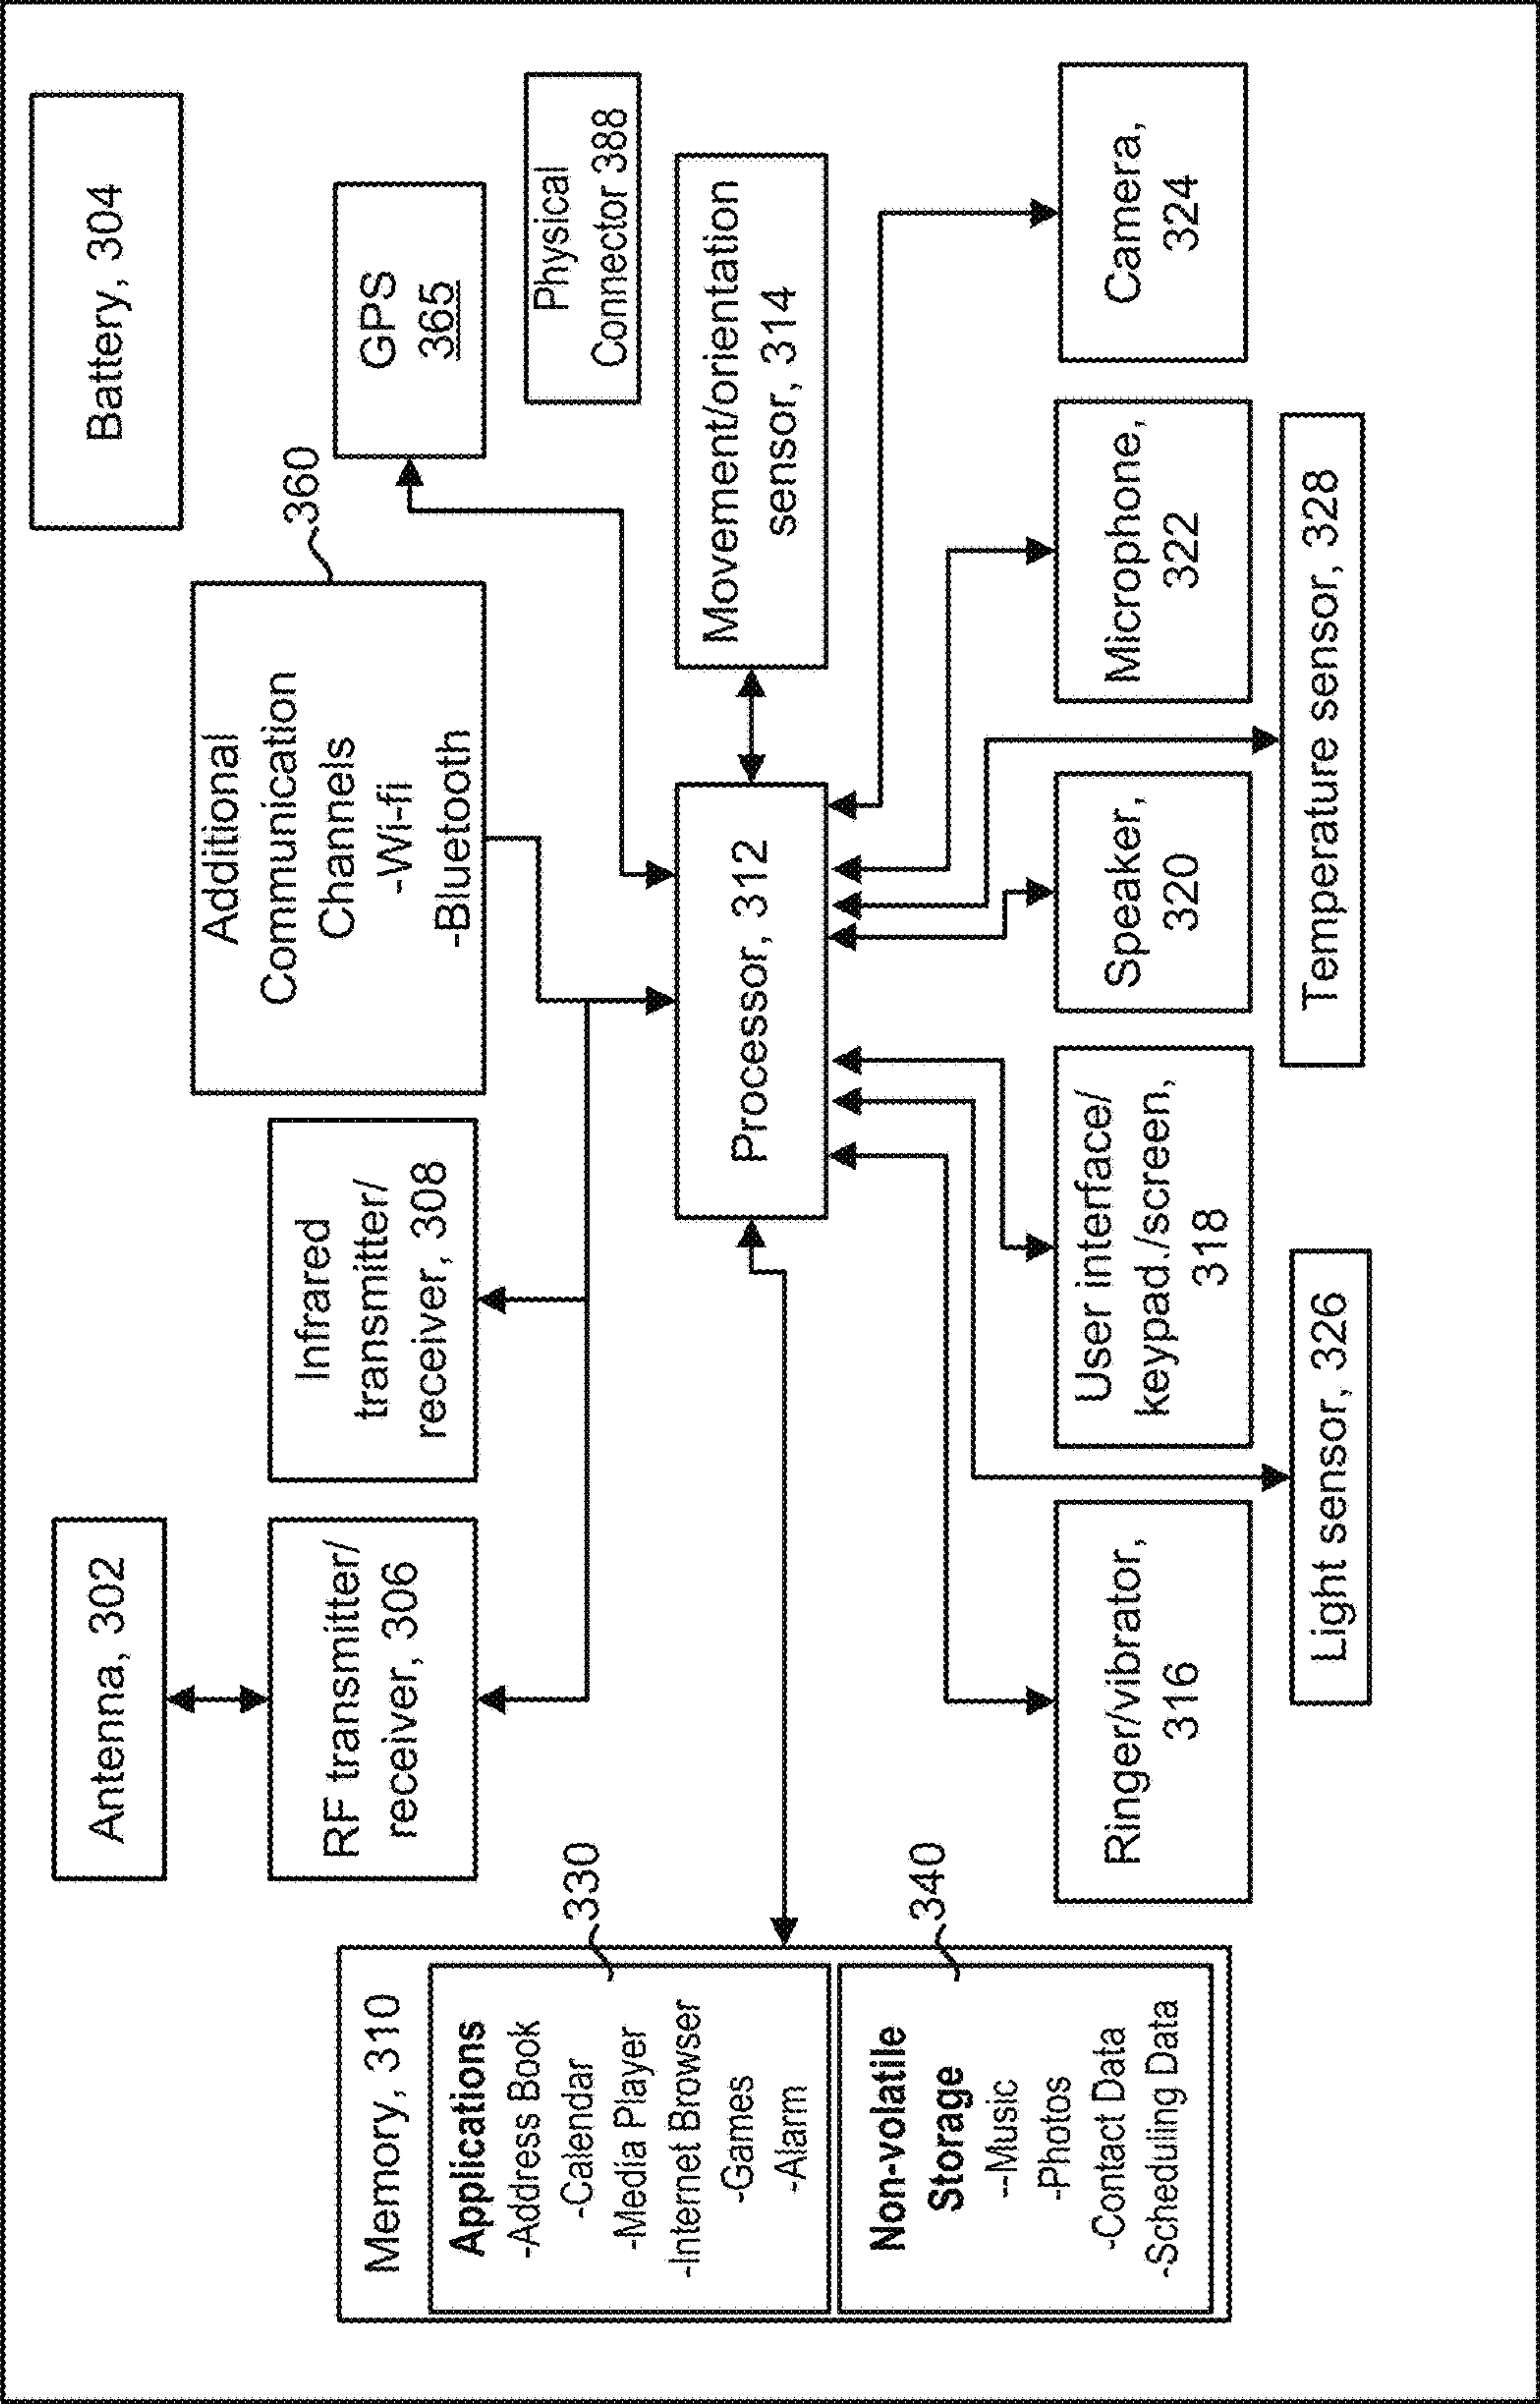 Antenna, 302
Battery, 304
RF transmitter/
receiver, 306
Infrared
transmitter/
receiver, 308
Additional
Communication
Channels
-Wi-fi
-Bluetooth
360
GPS
365
Physical
Connector 388
Memory, 310
330
Applications
-Address Book
-Calendar
-Media Player
-Internet Browser
-Games
-Alarm
340
Non-volatile
Storage
--Music
-Photos
-Contact Data
-Scheduling Data
Processor, 312
Movement/orientation
sensor, 314
Ringer/vibrator,
316
User interface/
keypad./screen,
318
Speaker,
320
Microphone,
322
Camera,
324
Light sensor, 326
Temperature sensor, 328